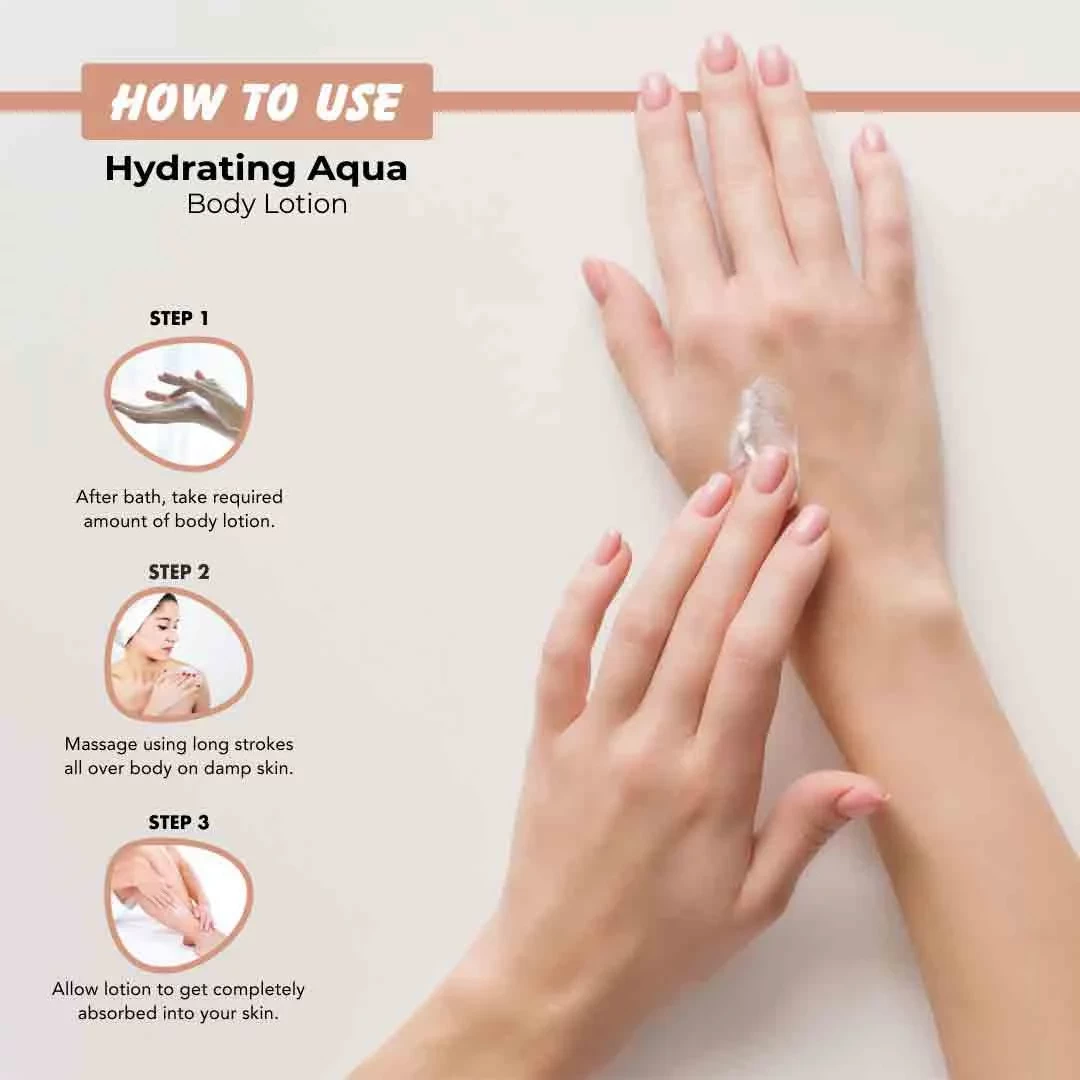 HOW TO USE
Hydrating Aqua
Body Lotion
STEP 1
After bath, take required
amount of body lotion.
STEP 2
Massage using long strokes
all over body on damp skin.
STEP 3
Allow lotion to get completely
absorbed into your skin.